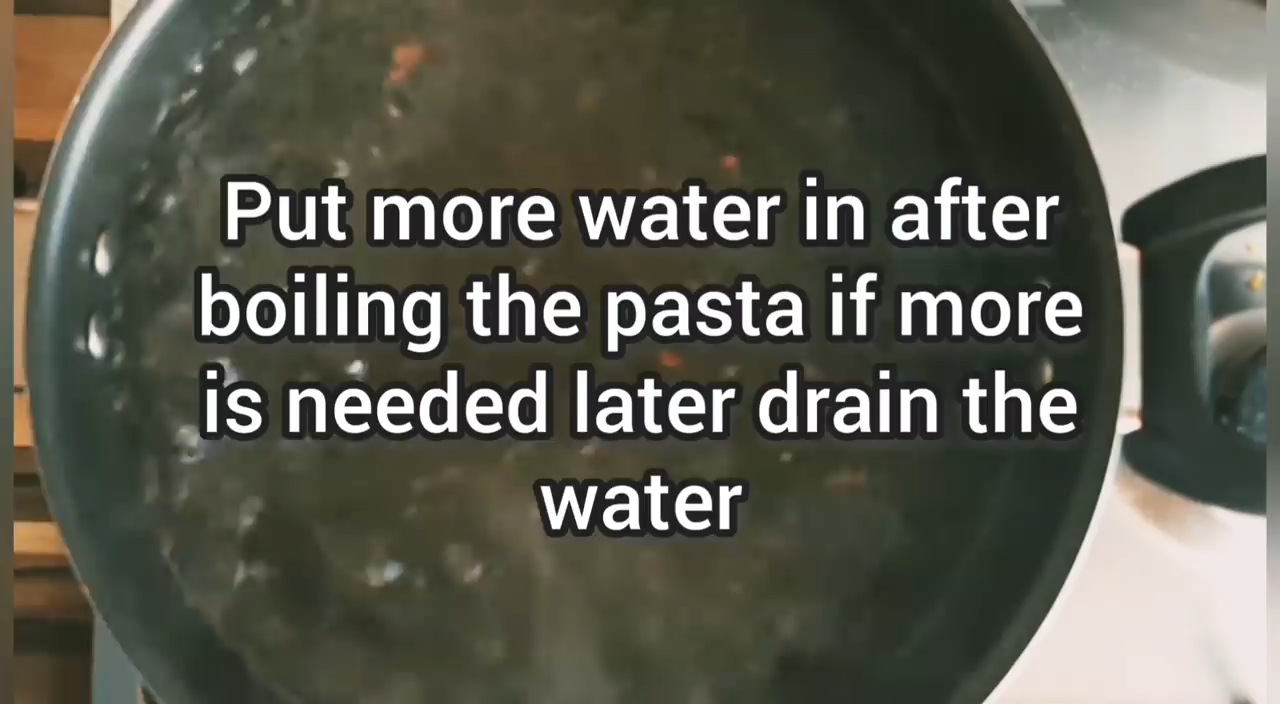 Put more water in after
boiling the pasta if more
is needed later drain the
water